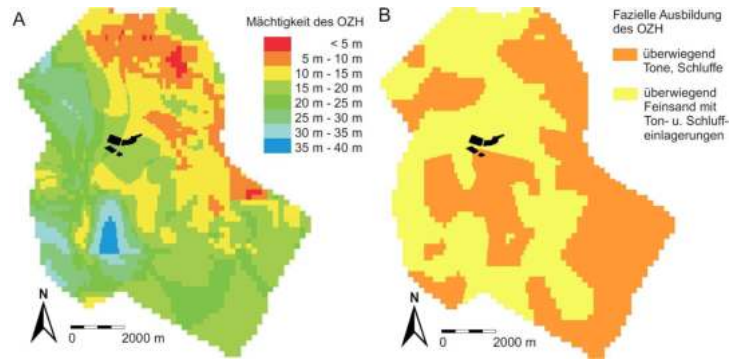 A
Mächtigkeit des OZH
< 5 m
5 m - 10 m
10 m - 15 m
15 m - 20 m
20 m - 25 m
25 m - 30 m
30 m - 35 m
35 m - 40 m
N
0 2000 m
B
Fazielle Ausbildung
des OZH
überwiegend
Tone, Schluffe
überwiegend
Feinsand mit
Ton- u. Schluff-
einlagerungen
N
0 2000 m